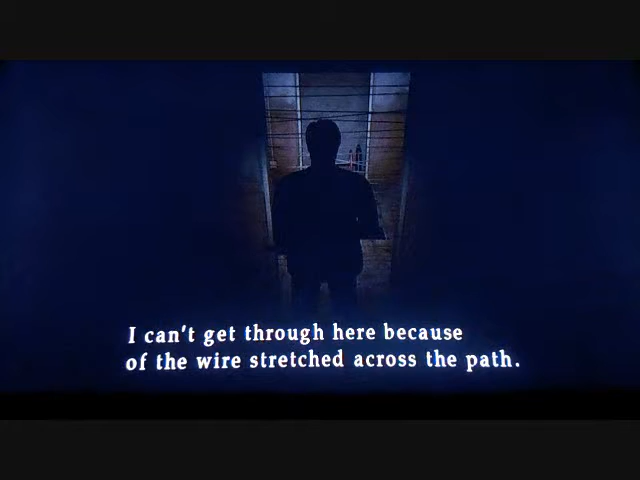 I can't get through here because
of the wire stretched across the path.